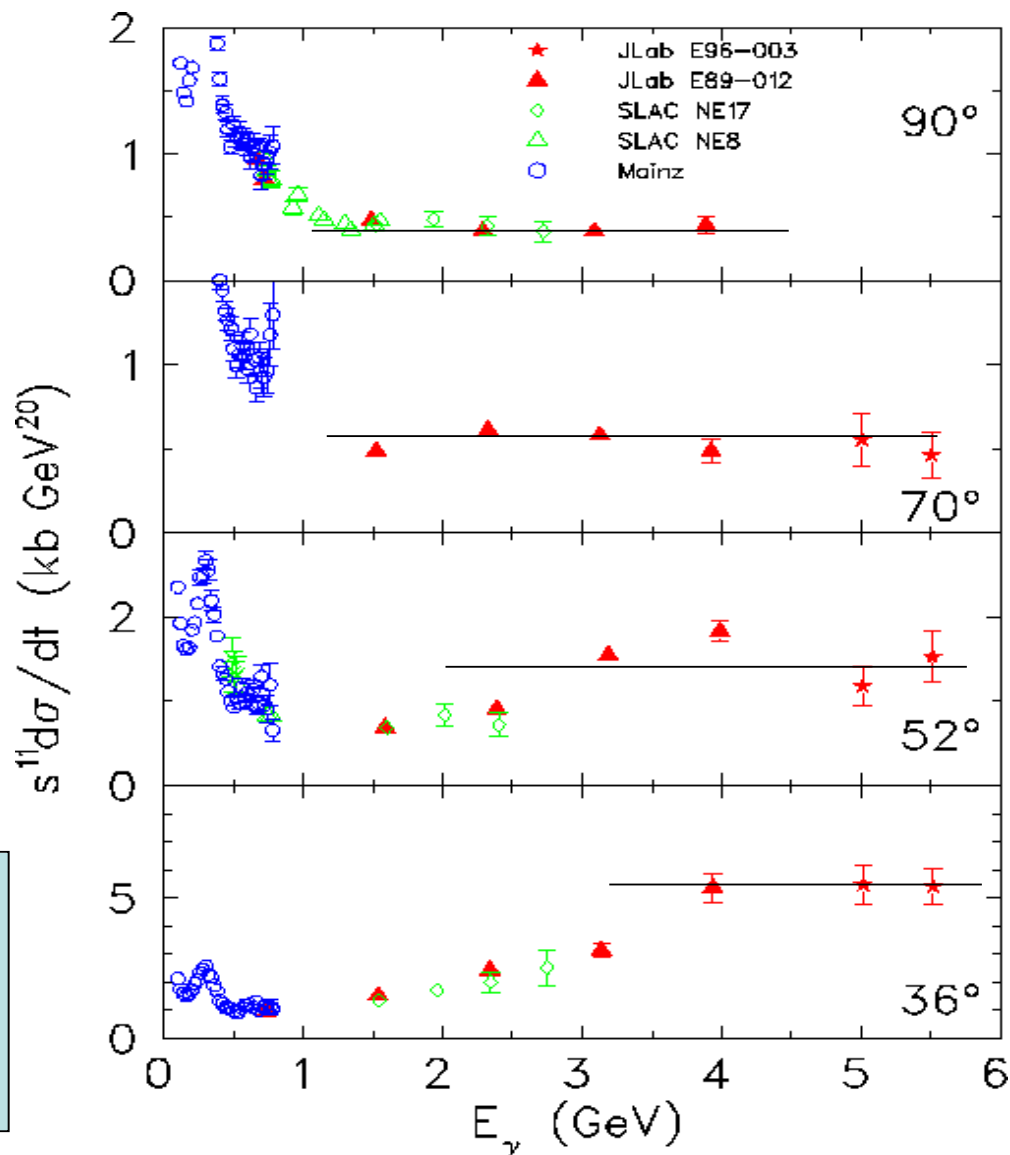 2
★ JLab E96-003
▲ JLab E89-012
◇ SLAC NE17
△ SLAC NE8
○ Mainz
90°
1
0
1
70°
0
2
52°
0
5
36°
0
s¹¹dσ/dt (kb GeV²⁰)
0 1 2 3 4 5 6
E_γ (GeV)